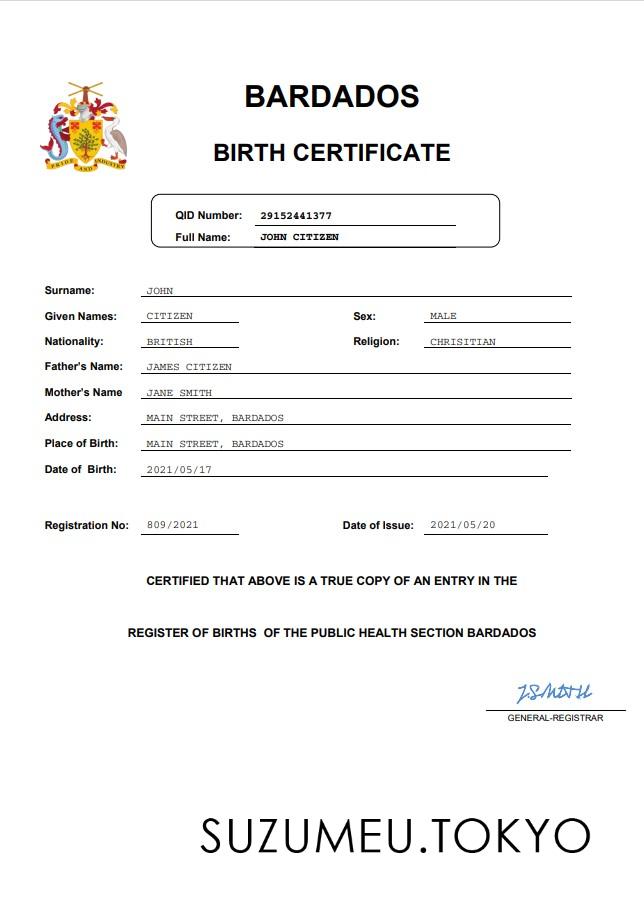 BARDADOS
BIRTH CERTIFICATE
PRIDE AND INDUSTRY
QID Number: 29152441377
Full Name: JOHN CITIZEN
Surname: JOHN
Given Names: CITIZEN Sex: MALE
Nationality: BRITISH Religion: CHRISITIAN
Father's Name: JAMES CITIZEN
Mother's Name JANE SMITH
Address: MAIN STREET, BARDADOS
Place of Birth: MAIN STREET, BARDADOS
Date of Birth: 2021/05/17
Registration No: 809/2021 Date of Issue: 2021/05/20
CERTIFIED THAT ABOVE IS A TRUE COPY OF AN ENTRY IN THE
REGISTER OF BIRTHS OF THE PUBLIC HEALTH SECTION BARDADOS
J.SMITH
GENERAL-REGISTRAR
SUZUMEU.TOKYO